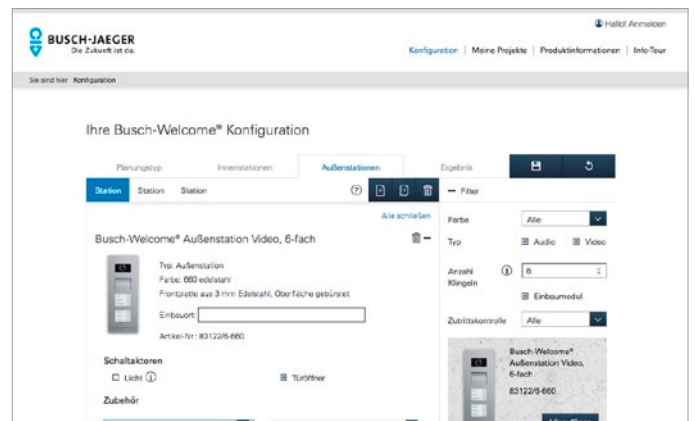 Hallo! Anmelden
BUSCH-JAEGER
Die Zukunft ist da.
Konfiguration | Meine Projekte | Produktinformationen | Info-Tour
Sie sind hier Konfiguration
Ihre Busch-Welcome® Konfiguration
Planungstyp Innenstationen Außenstationen Ergebnis
Station Station Station
Filter
Alle schließen
Farbe Alle
Busch-Welcome® Außenstation Video, 6-fach
Typ Audio Video
Typ: Außenstation
Farbe: 660 edelstahl
Frontplatte aus 3 mm Edelstahl, Oberfläche gebürstet
Anzahl Klingeln 6
Einbaumodul
Einbauort:
Zutrittskontrolle Alle
Artikel-Nr.: 83122/6-660
Schaltaktoren
Licht Türöffner
Zubehör
Busch-Welcome®
Außenstation Video,
6-fach
83122/6-660